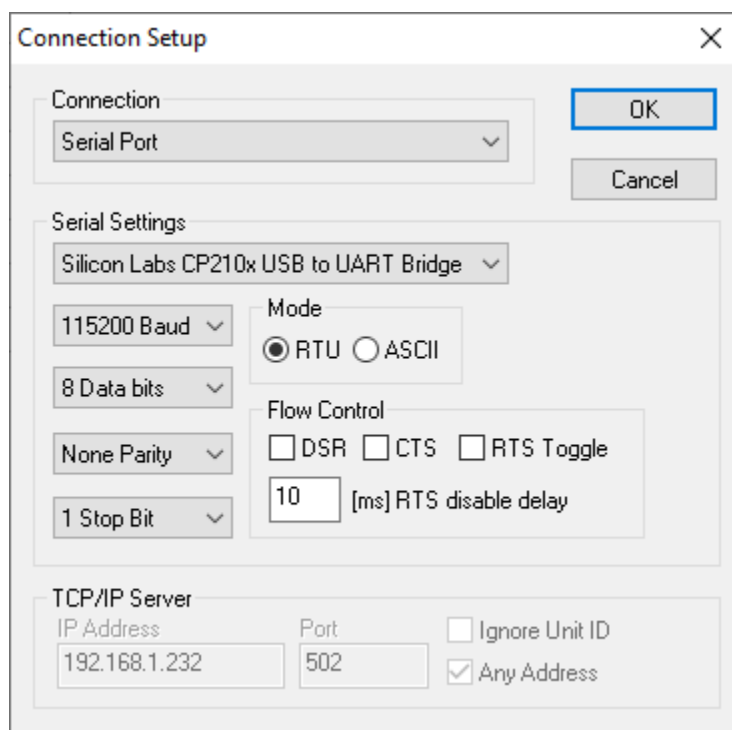 Connection Setup
Connection
OK
Serial Port
Cancel
Serial Settings
Silicon Labs CP210x USB to UART Bridge
115200 Baud
Mode
RTU ASCII
8 Data bits
Flow Control
DSR CTS RTS Toggle
None Parity
10 [ms] RTS disable delay
1 Stop Bit
TCP/IP Server
IP Address Port
Ignore Unit ID
192.168.1.232 502
Any Address